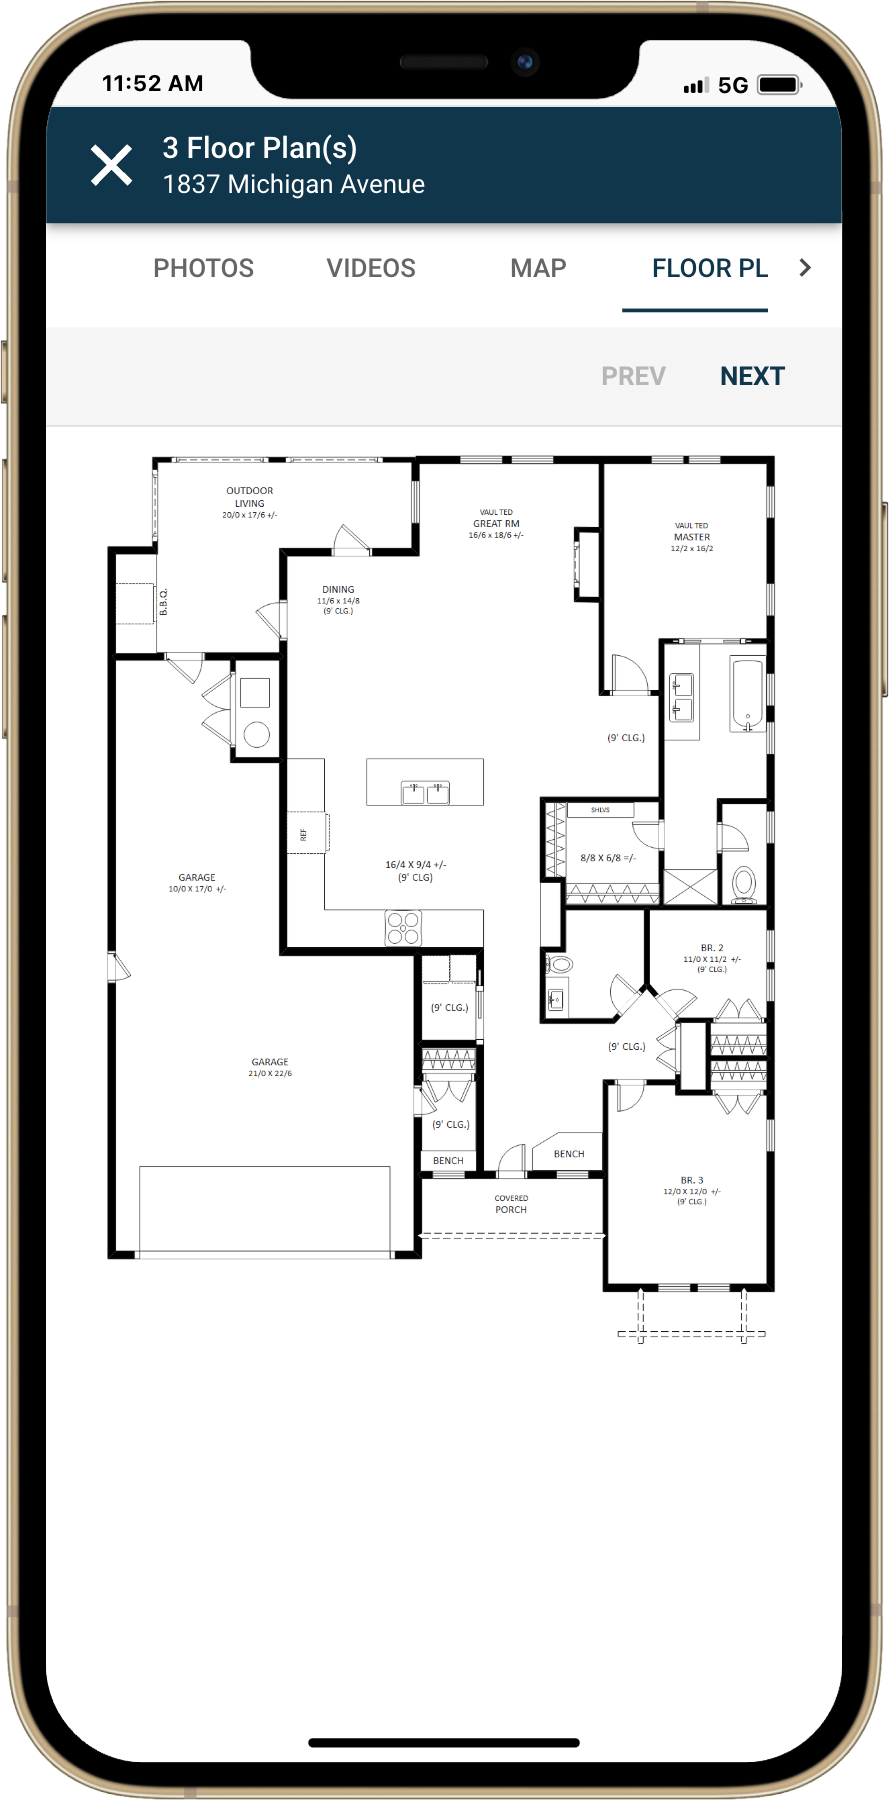 11:52 AM
5G
3 Floor Plan(s)
1837 Michigan Avenue
PHOTOS
VIDEOS
MAP
FLOOR PL
PREV
NEXT
OUTDOOR
LIVING
20/0 x 17/6 +/-
VAULTED
GREAT RM
16/6 x 18/6 +/-
VAULTED
MASTER
12/2 x 16/2
B.B.Q.
DINING
11/6 x 14/8
(9' CLG.)
(9' CLG.)
SHLVS
REF
8/8 X 6/8 =/-
16/4 X 9/4 +/-
(9' CLG)
GARAGE
10/0 X 17/0 +/-
BR. 2
11/0 X 11/2 +/-
(9' CLG.)
(9' CLG.)
(9' CLG.)
GARAGE
21/0 X 22/6
(9' CLG.)
BENCH
BENCH
BR. 3
12/0 X 12/0 +/-
(9' CLG.)
COVERED
PORCH